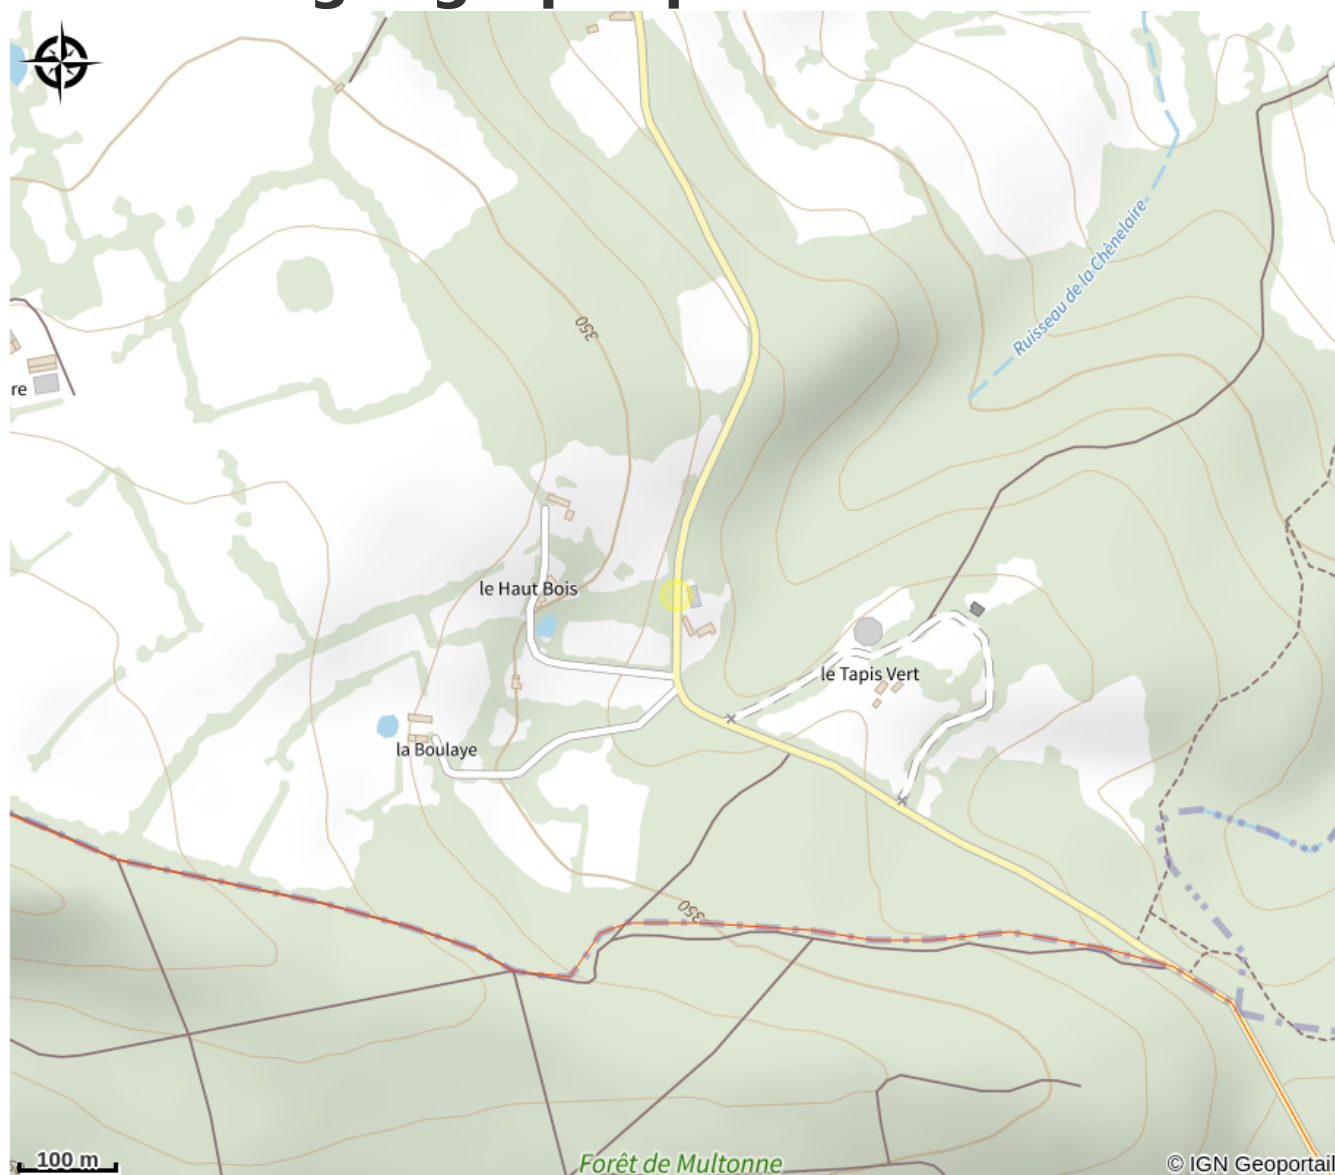 350
Ruisseau de la Chênelaire
re
le Haut Bois
le Tapis Vert
la Boulaye
350
100 m
Forêt de Multonne
© IGN Geoportail